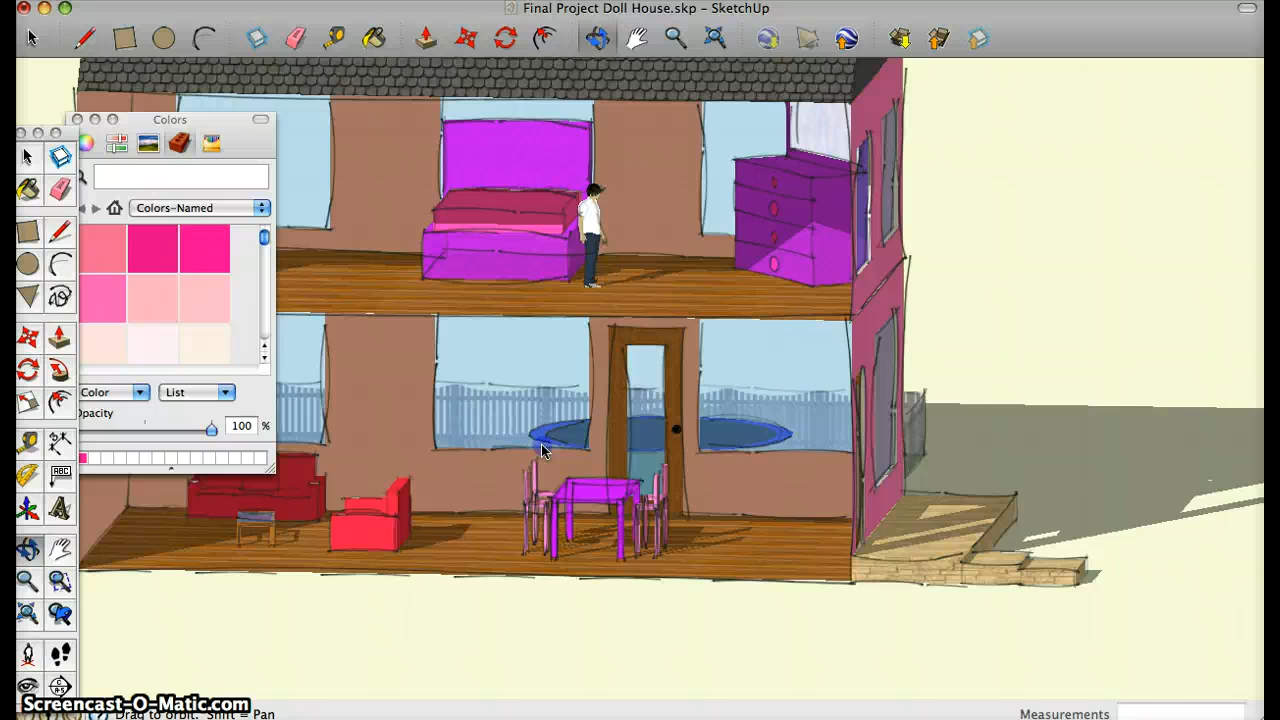 Final Project Doll House.skp - SketchUp
Colors
Colors-Named
Color
List
Opacity
100 %
ABC
A
Drag to orbit. Shift = Pan
Measurements
Screencast-O-Matic.com